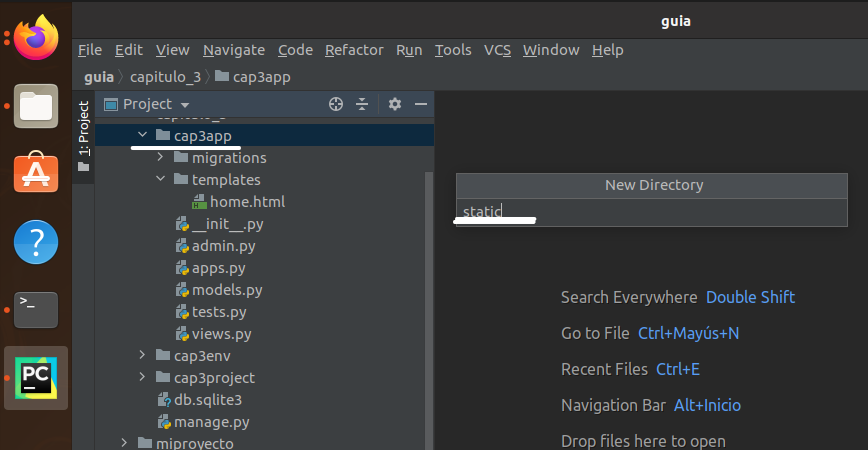 guia
File Edit View Navigate Code Refactor Run Tools VCS Window Help
guia capitulo_3 cap3app
1: Project
Project
cap3app
migrations
templates
home.html
__init__.py
admin.py
apps.py
models.py
tests.py
views.py
cap3env
cap3project
db.sqlite3
manage.py
miproyecto
New Directory
static
Search Everywhere Double Shift
Go to File Ctrl+Mayús+N
Recent Files Ctrl+E
Navigation Bar Alt+Inicio
Drop files here to open
>_
?
PC